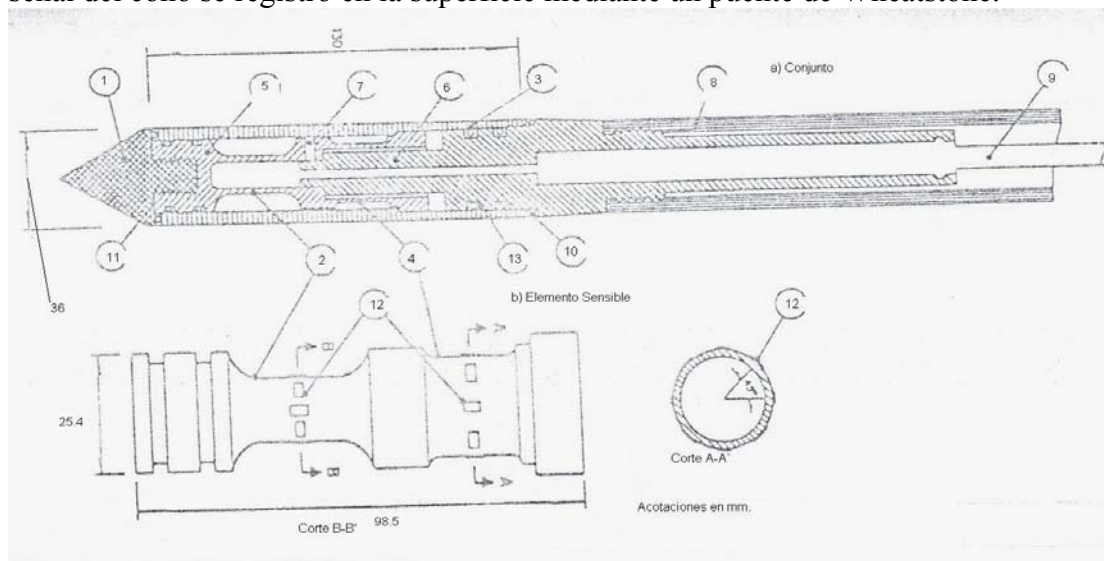 señal del cono se registró en la superficie mediante un puente de Wheatstone.
130
a) Conjunto
1
5
7
6
3
8
9
11
2
4
13
10
36
b) Elemento Sensible
12
12
B
A
25.4
45°
B
A
Corte A-A'
Corte B-B'
98.5
Acotaciones en mm.